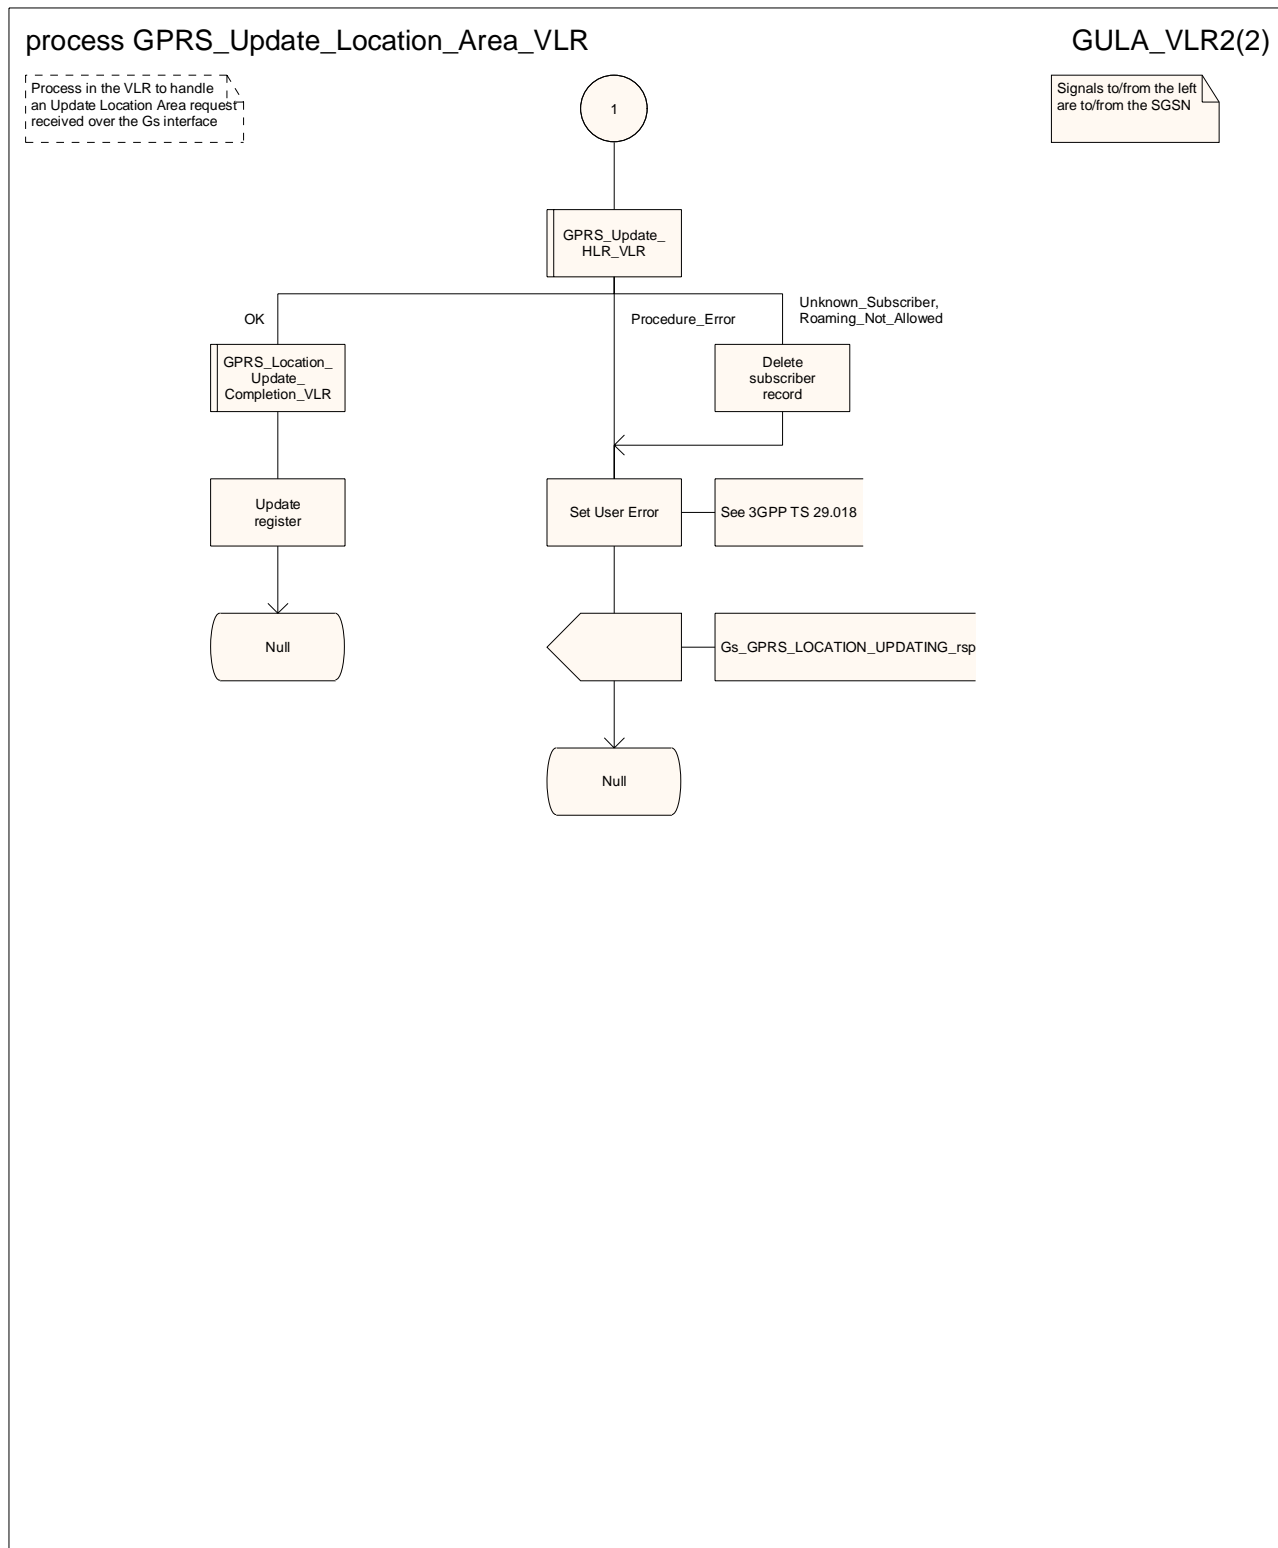 process GPRS_Update_Location_Area_VLR
GULA_VLR2(2)
Process in the VLR to handle
an Update Location Area request
received over the Gs interface
1
Signals to/from the left
are to/from the SGSN
GPRS_Update_
HLR_VLR
OK
Procedure_Error
Unknown_Subscriber,
Roaming_Not_Allowed
GPRS_Location_
Update_
Completion_VLR
Delete
subscriber
record
Update
register
Set User Error
See 3GPP TS 29.018
Null
Gs_GPRS_LOCATION_UPDATING_rsp
Null